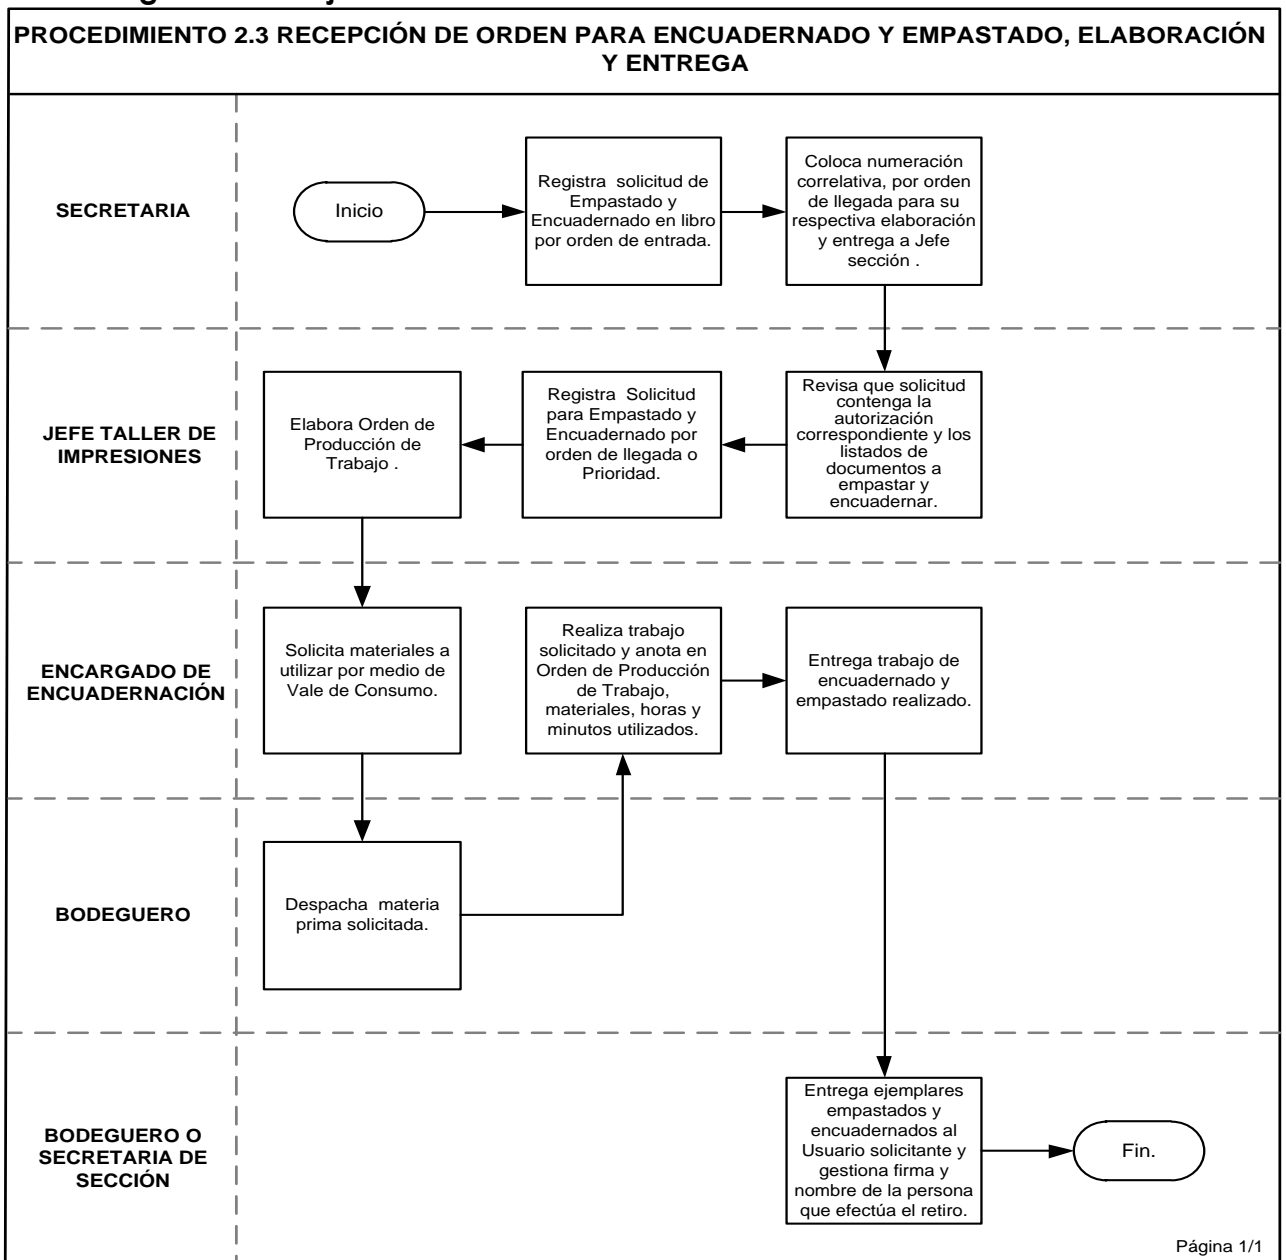 PROCEDIMIENTO 2.3 RECEPCIÓN DE ORDEN PARA ENCUADERNADO Y EMPASTADO, ELABORACIÓN
Y ENTREGA
SECRETARIA
Inicio
Registra solicitud de
Empastado y
Encuadernado en libro
por orden de entrada.
Coloca numeración
correlativa, por orden
de llegada para su
respectiva elaboración
y entrega a Jefe
sección .
JEFE TALLER DE
IMPRESIONES
Elabora Orden de
Producción de
Trabajo .
Registra Solicitud
para Empastado y
Encuadernado por
orden de llegada o
Prioridad.
Revisa que solicitud
contenga la
autorización
correspondiente y los
listados de
documentos a
empastar y
encuadernar.
ENCARGADO DE
ENCUADERNACIÓN
Solicita materiales a
utilizar por medio de
Vale de Consumo.
Realiza trabajo
solicitado y anota en
Orden de Producción
de Trabajo,
materiales, horas y
minutos utilizados.
Entrega trabajo de
encuadernado y
empastado realizado.
BODEGUERO
Despacha materia
prima solicitada.
BODEGUERO O
SECRETARIA DE
SECCIÓN
Entrega ejemplares
empastados y
encuadernados al
Usuario solicitante y
gestiona firma y
nombre de la persona
que efectúa el retiro.
Fin.
Página 1/1